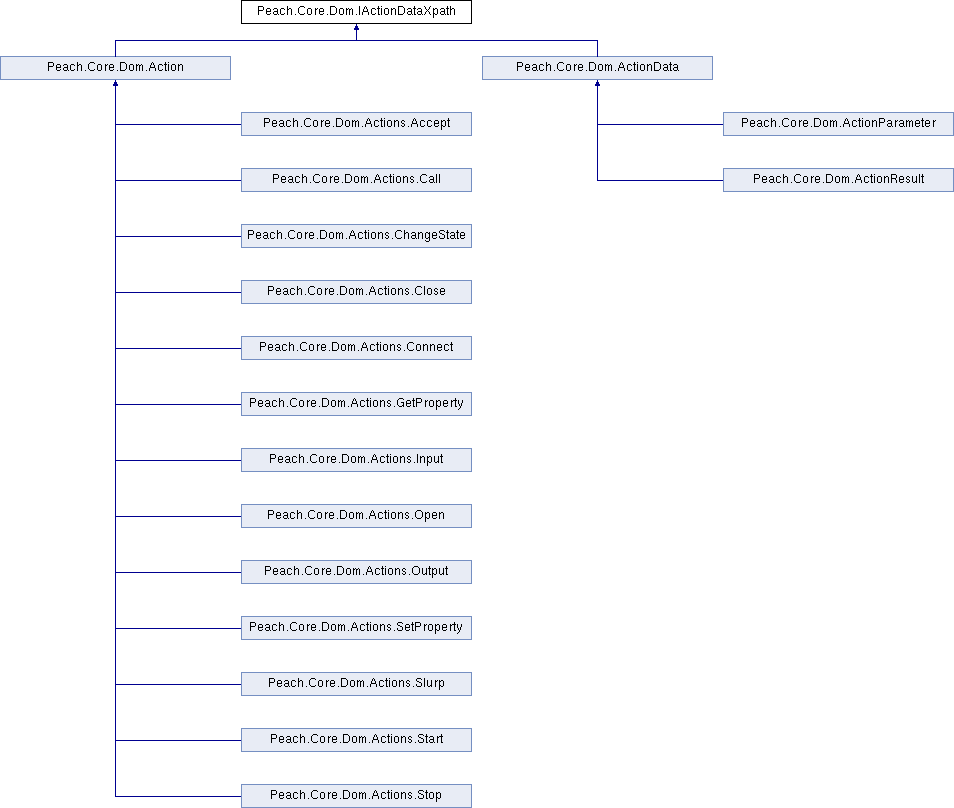 Peach.Core.Dom.IActionDataXpath
Peach.Core.Dom.Action
Peach.Core.Dom.ActionData
Peach.Core.Dom.Actions.Accept
Peach.Core.Dom.ActionParameter
Peach.Core.Dom.Actions.Call
Peach.Core.Dom.ActionResult
Peach.Core.Dom.Actions.ChangeState
Peach.Core.Dom.Actions.Close
Peach.Core.Dom.Actions.Connect
Peach.Core.Dom.Actions.GetProperty
Peach.Core.Dom.Actions.Input
Peach.Core.Dom.Actions.Open
Peach.Core.Dom.Actions.Output
Peach.Core.Dom.Actions.SetProperty
Peach.Core.Dom.Actions.Slurp
Peach.Core.Dom.Actions.Start
Peach.Core.Dom.Actions.Stop